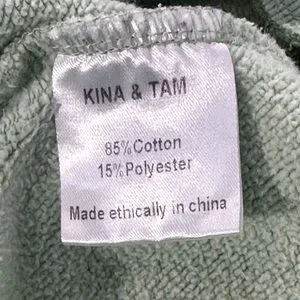 KINA & TAM
85%Cotton
15%Polyester
Made ethically in china